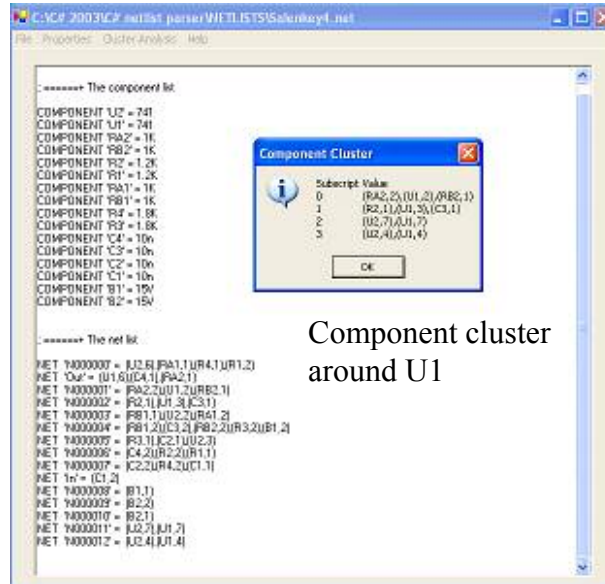 C:\C# 2003\C# netlist parser\NETLISTS\Salenkey4.net
File Properties Cluster Analysis Help
; ======+ The component list
COMPONENT 'U2' = 741
COMPONENT 'U1' = 741
COMPONENT 'RA2' = 1K
COMPONENT 'RB2' = 1K
COMPONENT 'R2' = 1.2K
COMPONENT 'R1' = 1.2K
COMPONENT 'RA1' = 1K
COMPONENT 'RB1' = 1K
COMPONENT 'R4' = 1.8K
COMPONENT 'R3' = 1.8K
COMPONENT 'C4' = 10n
COMPONENT 'C3' = 10n
COMPONENT 'C2' = 10n
COMPONENT 'C1' = 10n
COMPONENT 'B1' = 15V
COMPONENT 'B2' = 15V
Component Cluster
Subscript Value
0 (RA2,2),(U1,2),(RB2,1)
1 (R2,1),(U1,3),(C3,1)
2 (U2,7),(U1,7)
3 (U2,4),(U1,4)
OK
; ======+ The net list
NET 'N000000' = (U2,6),(RA1,1),(R4,1),(R1,2)
NET 'Out' = (U1,6),(C4,1),(RA2,1)
NET 'N000001' = (RA2,2),(U1,2),(RB2,1)
NET 'N000002' = (R2,1),(U1,3),(C3,1)
NET 'N000003' = (RB1,1),(U2,2),(RA1,2)
NET 'N000004' = (RB1,2),(C3,2),(RB2,2),(R3,2),(B1,2)
NET 'N000005' = (R3,1),(C2,1),(U2,3)
NET 'N000006' = (C4,2),(R2,2),(R1,1)
NET 'N000007' = (C2,2),(R4,2),(C1,1)
NET 'In' = (C1,2)
NET 'N000008' = (B1,1)
NET 'N000009' = (B2,2)
NET 'N000010' = (B2,1)
NET 'N000011' = (U2,7),(U1,7)
NET 'N000012' = (U2,4),(U1,4)
Component cluster
around U1